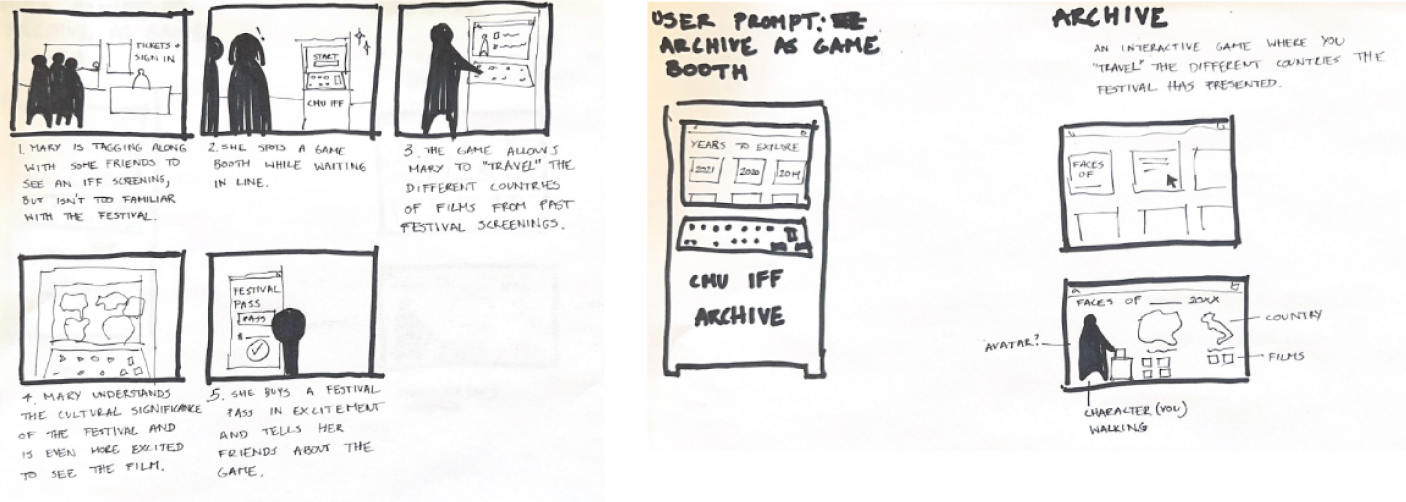 TICKETS +
SIGN IN
1. MARY IS TAGGING ALONG
WITH SOME FRIENDS TO
SEE AN IFF SCREENING,
BUT ISN'T TOO FAMILIAR
WITH THE FESTIVAL.
START
CMU IFF
2. SHE SPOTS A GAME
BOOTH WHILE WAITING
IN LINE.
3. THE GAME ALLOWS
MARY TO "TRAVEL" THE
DIFFERENT COUNTRIES
OF FILMS FROM PAST
FESTIVAL SCREENINGS.
4. MARY UNDERSTANDS
THE CULTURAL SIGNIFICANCE
OF THE FESTIVAL AND
IS EVEN MORE EXCITED
TO SEE THE FILM.
FESTIVAL
PASS
PASS
5. SHE BUYS A FESTIVAL
PASS IN EXCITEMENT
AND TELLS HER
FRIENDS ABOUT THE
GAME.
USER PROMPT:
ARCHIVE AS GAME
BOOTH
YEARS TO EXPLORE
2021 2020 2019
CMU IFF
ARCHIVE
ARCHIVE
AN INTERACTIVE GAME WHERE YOU
"TRAVEL" THE DIFFERENT COUNTRIES THE
FESTIVAL HAS PRESENTED.
FACES
OF
FACES OF ____ 20XX
COUNTRY
AVATAR?
FILMS
CHARACTER (YOU)
WALKING